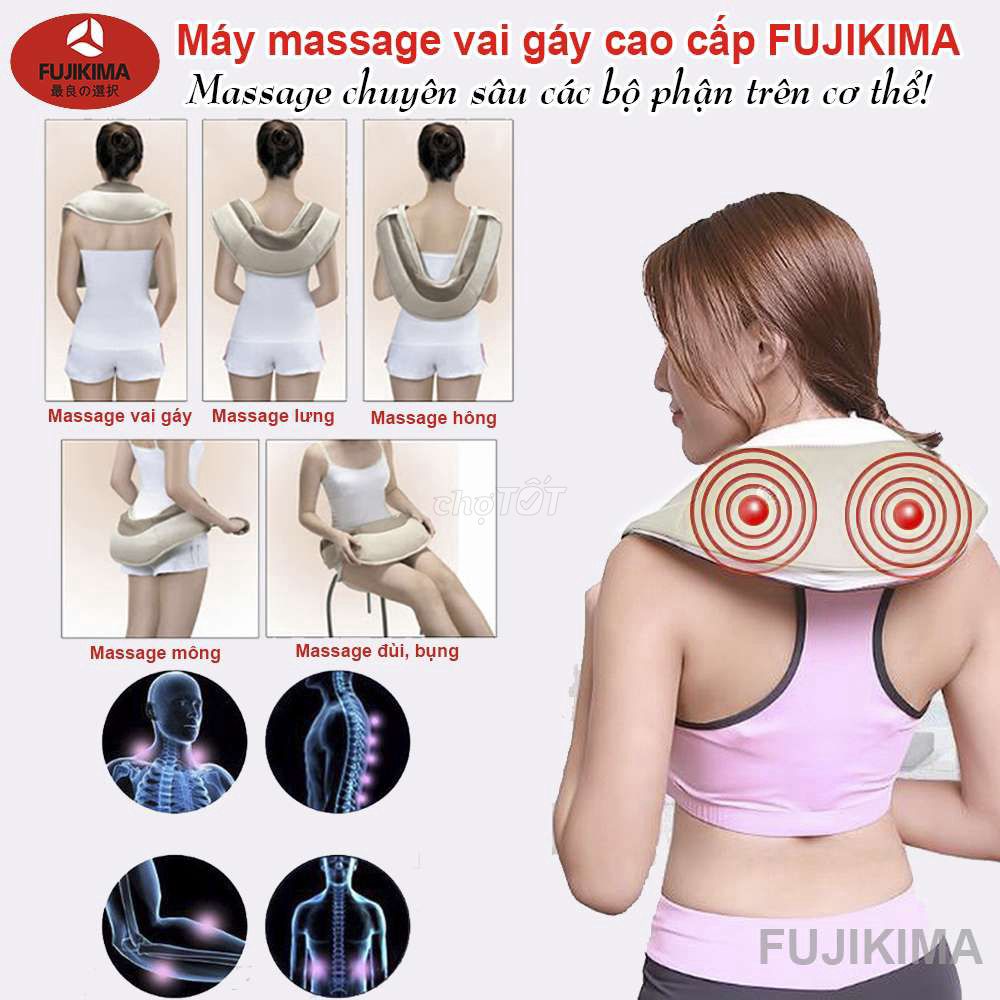 FUJIKIMA
最良の選択
Máy massage vai gáy cao cấp FUJIKIMA
Massage chuyên sâu các bộ phận trên cơ thể!
Massage vai gáy
Massage lưng
Massage hông
chợTỐT
Massage mông
Massage đùi, bụng
FUJIKIMA